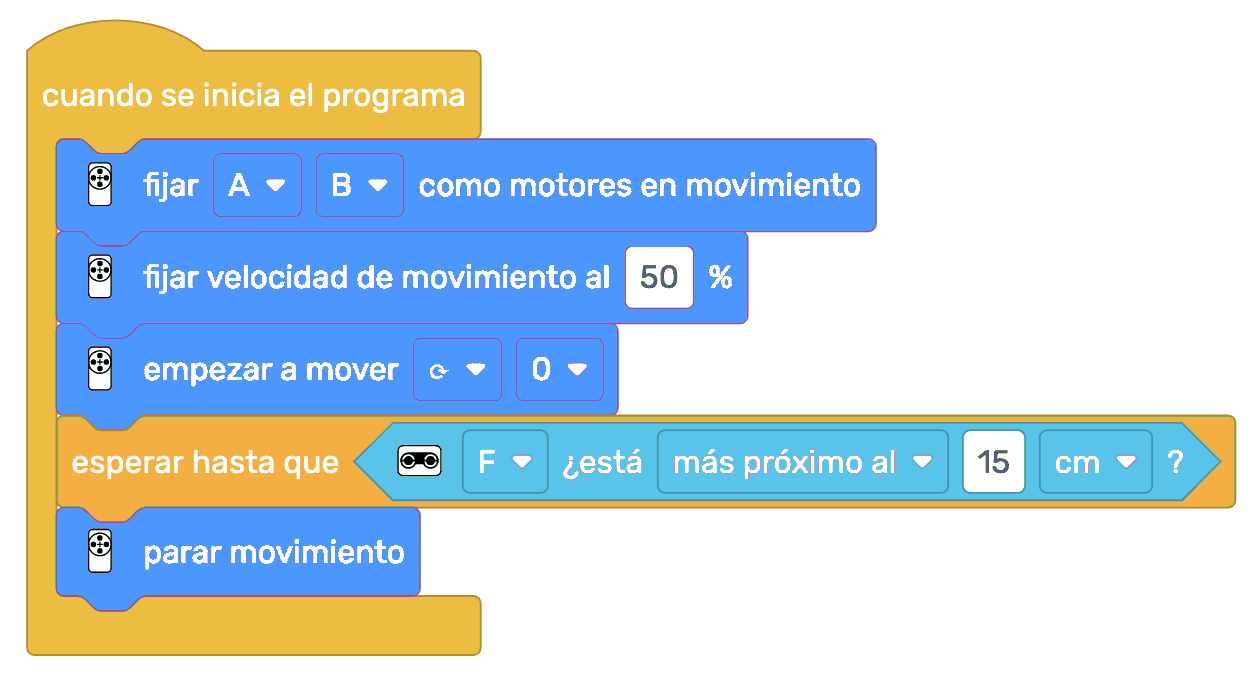 cuando se inicia el programa
fijar A B como motores en movimiento
fijar velocidad de movimiento al 50 %
empezar a mover ⟳ 0
esperar hasta que F ¿está más próximo al 15 cm ?
parar movimiento